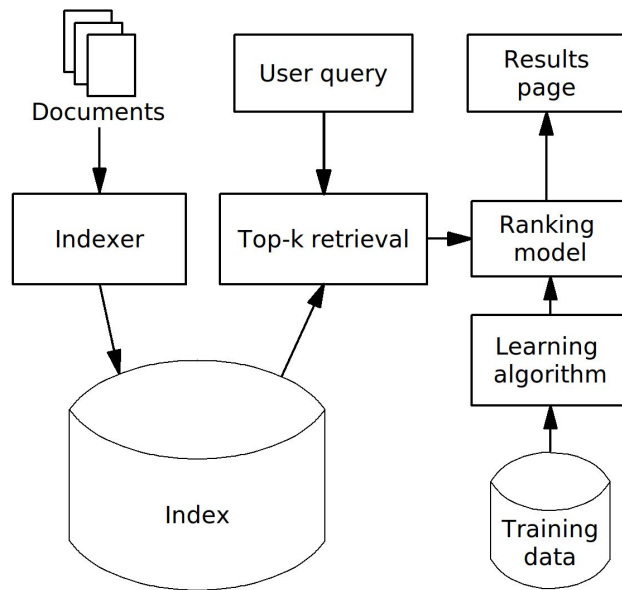 Documents
User query
Results
page
Indexer
Top-k retrieval
Ranking
model
Learning
algorithm
Index
Training
data